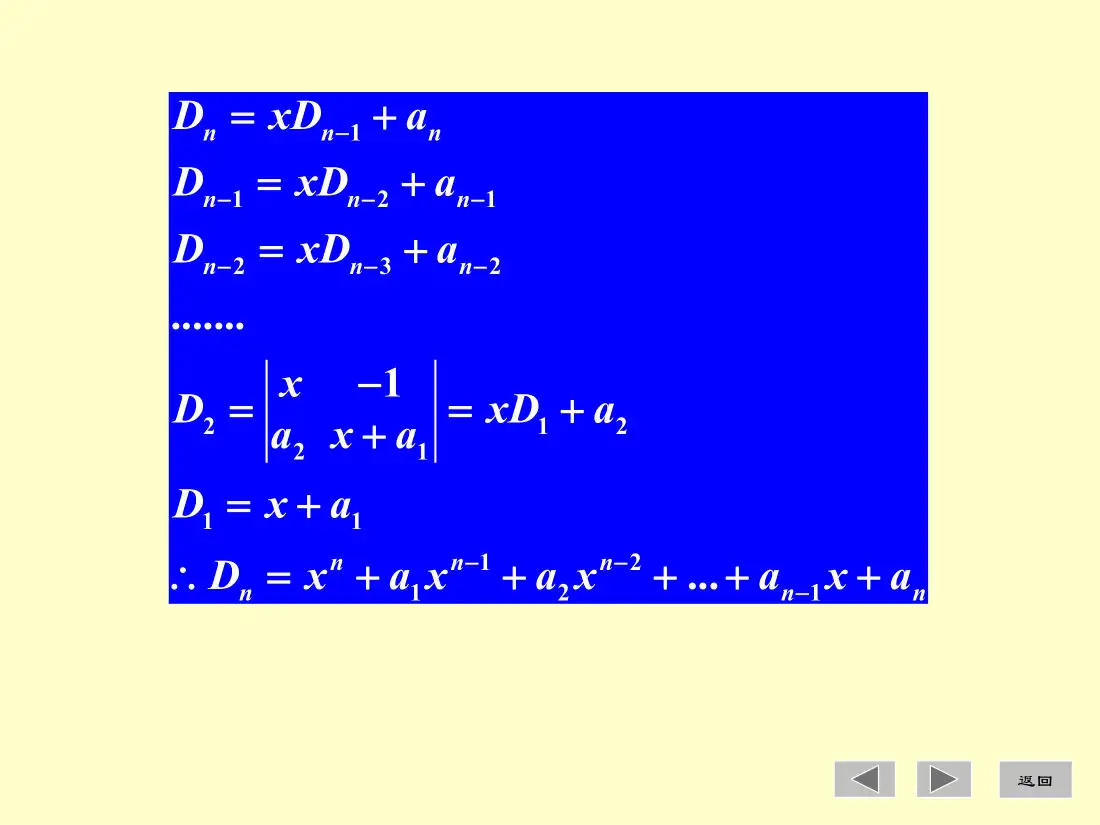 Dₙ = xDₙ₋₁ + aₙ
Dₙ₋₁ = xDₙ₋₂ + aₙ₋₁
Dₙ₋₂ = xDₙ₋₃ + aₙ₋₂
.......
D₂ = | x −1 ; a₂ x + a₁ | = xD₁ + a₂
D₁ = x + a₁
∴ Dₙ = xⁿ + a₁xⁿ⁻¹ + a₂xⁿ⁻² + ... + aₙ₋₁x + aₙ
返回